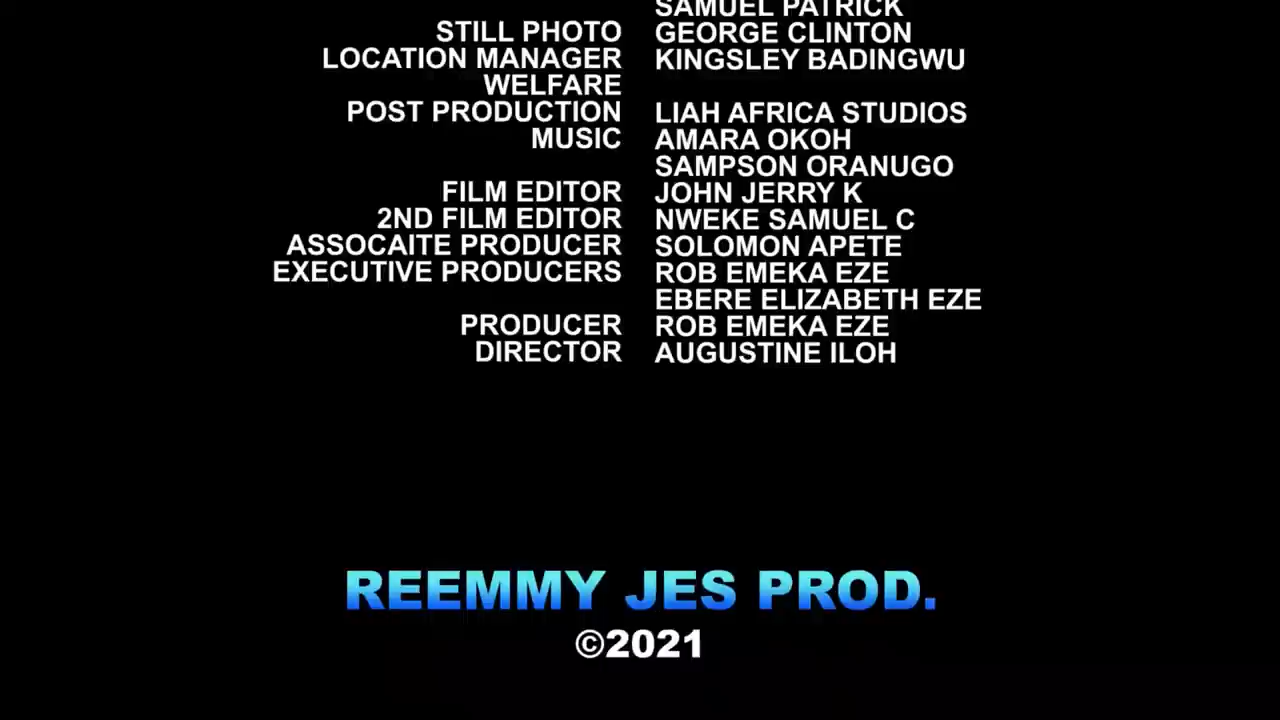 SAMUEL PATRICK
STILL PHOTO GEORGE CLINTON
LOCATION MANAGER KINGSLEY BADINGWU
WELFARE
POST PRODUCTION LIAH AFRICA STUDIOS
MUSIC AMARA OKOH
SAMPSON ORANUGO
FILM EDITOR JOHN JERRY K
2ND FILM EDITOR NWEKE SAMUEL C
ASSOCAITE PRODUCER SOLOMON APETE
EXECUTIVE PRODUCERS ROB EMEKA EZE
EBERE ELIZABETH EZE
PRODUCER ROB EMEKA EZE
DIRECTOR AUGUSTINE ILOH
REEMMY JES PROD.
©2021